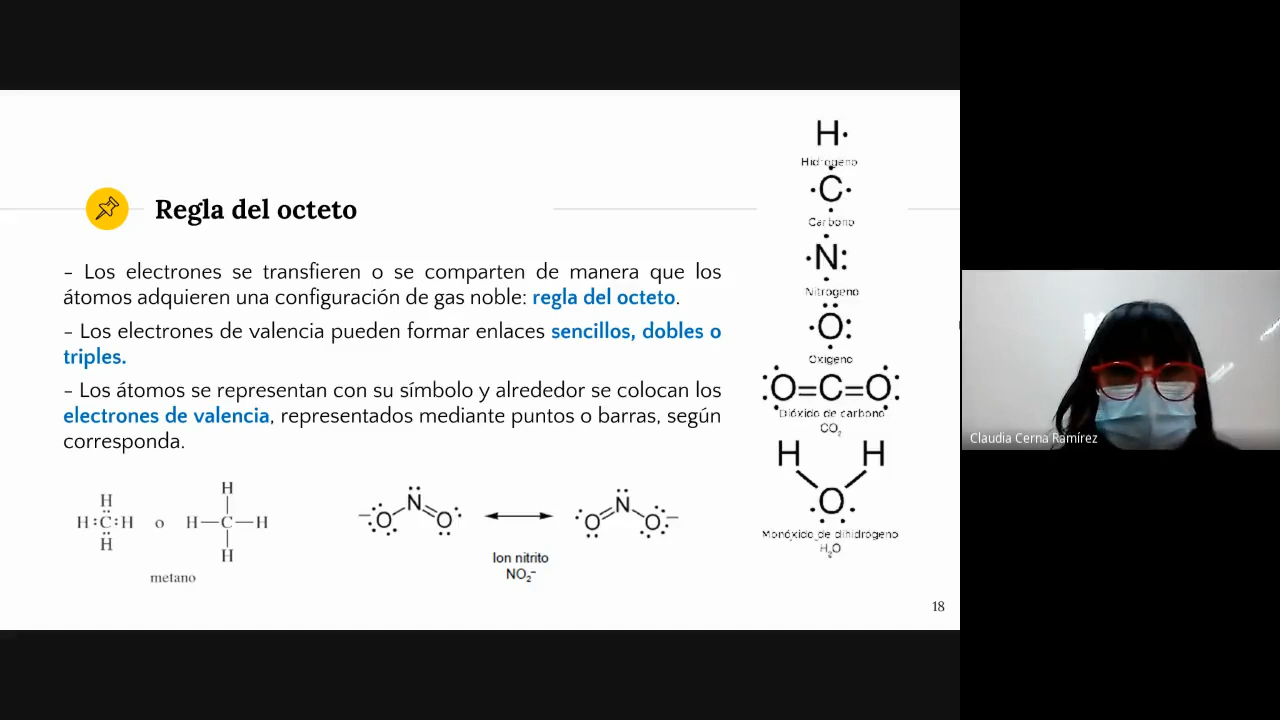 Regla del octeto
– Los electrones se transfieren o se comparten de manera que los
átomos adquieren una configuración de gas noble: regla del octeto.
– Los electrones de valencia pueden formar enlaces sencillos, dobles o
triples.
– Los átomos se representan con su símbolo y alrededor se colocan los
electrones de valencia, representados mediante puntos o barras, según
corresponda.
H
H:C:H
H
o
H
H—C—H
H
metano
–O N O
O N O–
Ion nitrito
NO₂⁻
H·
Hidrogeno
·C·
Carbono
·N:
Nitrogeno
·O:
Oxigeno
:O=C=O:
Dióxido de carbono
CO₂
H H
O
Monóxido de dihidrógeno
H₂O
18
Claudia Cerna Ramírez